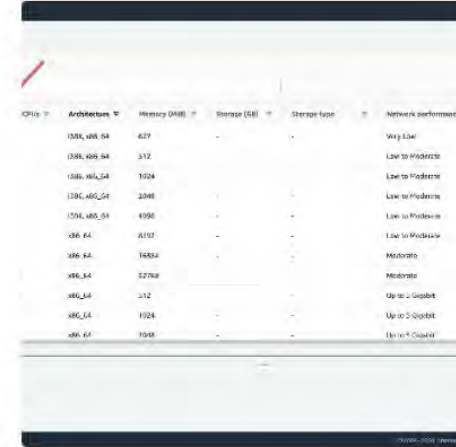 CPUs Architecture Memory (MiB) Storage (GB) Storage type Network performance
i386, x86_64 627 - - Very Low
i386, x86_64 512 - - Low to Moderate
i386, x86_64 1024 - - Low to Moderate
i386, x86_64 2048 - - Low to Moderate
i386, x86_64 4096 - - Low to Moderate
x86_64 8192 - - Low to Moderate
x86_64 16384 - - Moderate
x86_64 32768 - - Moderate
x86_64 512 - - Up to 5 Gigabit
x86_64 1024 - - Up to 5 Gigabit
x86_64 2048 - - Up to 5 Gigabit